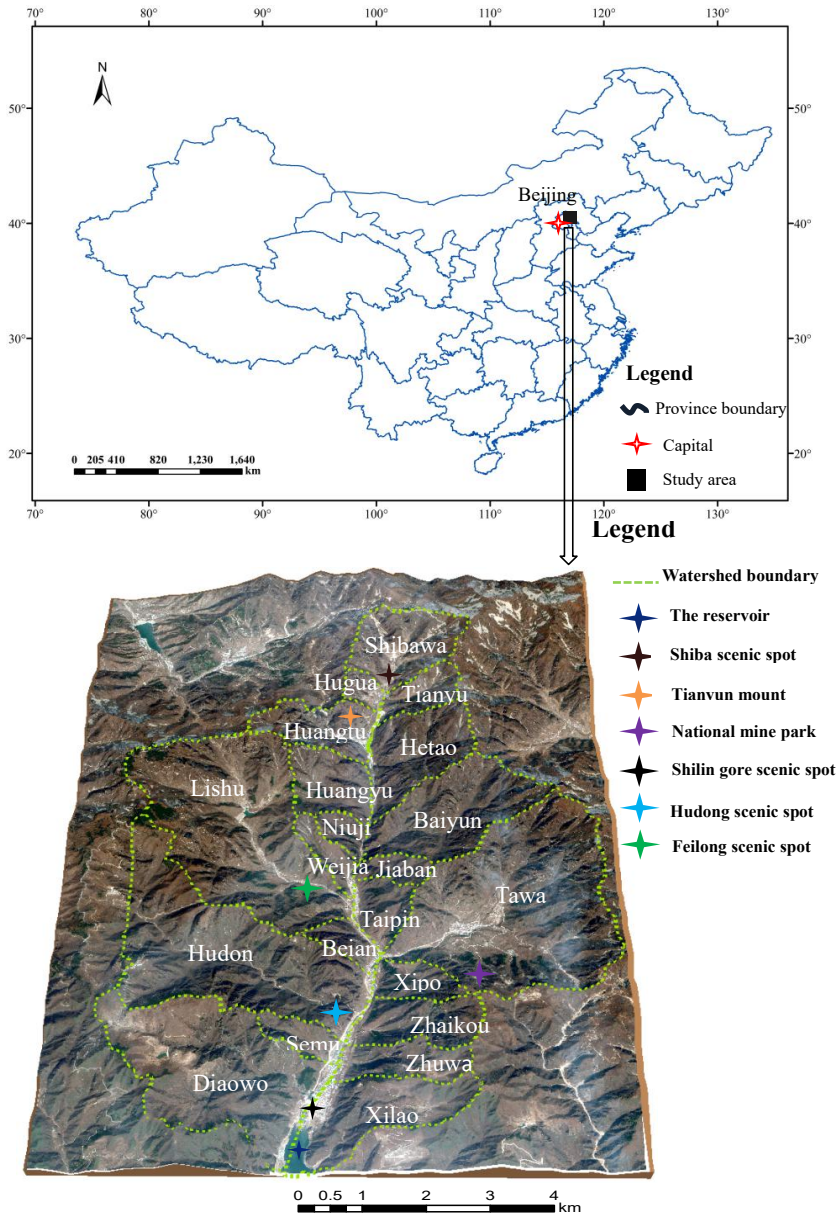 70° 80° 90° 100° 110° 120° 130°
N
50° 50°
Beijing
40° 40°
30° 30°
Legend
Province boundary
0 205 410 820 1,230 1,640
km
Capital
20° 20°
Study area
70° 80° 90° 100° 110° 120° 130°
Legend
Watershed boundary
The reservoir
Shiba scenic spot
Tianvun mount
National mine park
Shilin gore scenic spot
Hudong scenic spot
Feilong scenic spot
Shibawa
Hugua
Tianyu
Huangtu
Hetao
Lishu
Huangyu
Baiyun
Niuji
Weijia
Jiaban
Tawa
Taipin
Beian
Hudon
Xipo
Zhaikou
Semu
Zhuwa
Diaowo
Xilao
0 0.5 1 2 3 4
km